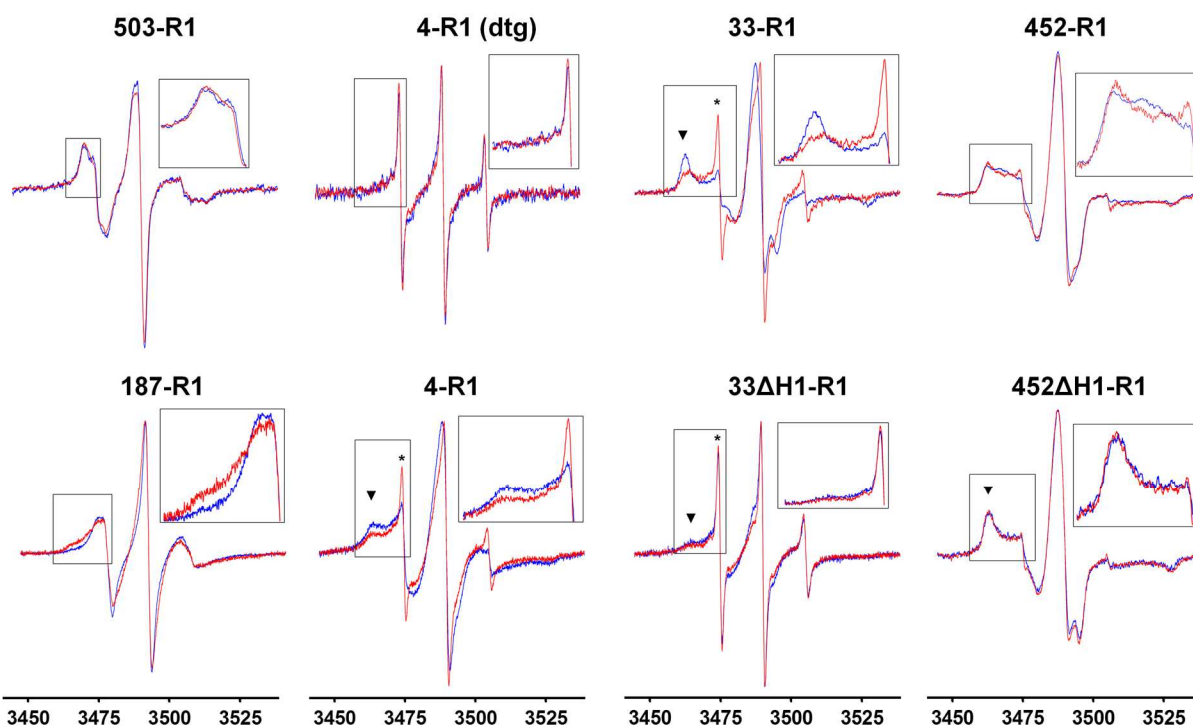 503-R1 4-R1 (dtg) 33-R1 452-R1
*
187-R1 4-R1 33ΔH1-R1 452ΔH1-R1
* *
3450 3475 3500 3525 3450 3475 3500 3525 3450 3475 3500 3525 3450 3475 3500 3525